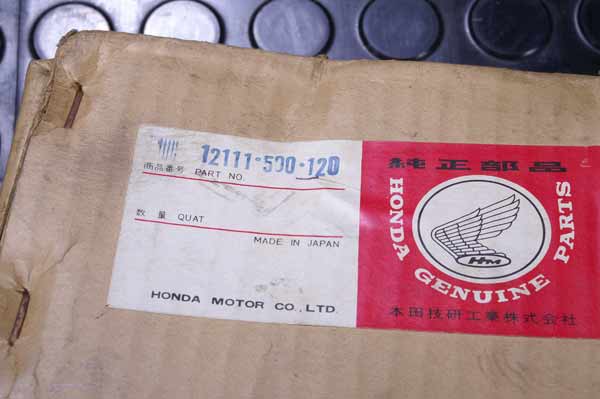 12111-500-120
商品番号 PART NO.
数量 QUAT.
MADE IN JAPAN
HONDA MOTOR CO., LTD.
純正部品
HONDA GENUINE PARTS
HM
本田技研工業株式会社